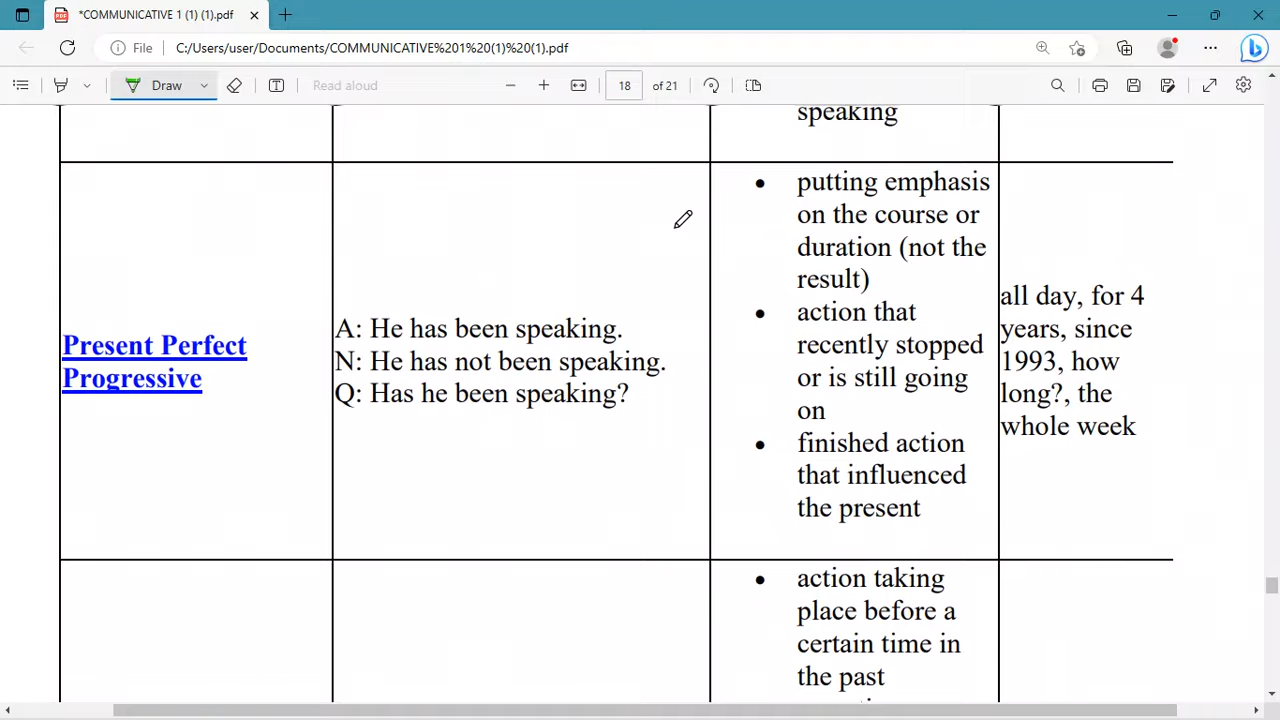 *COMMUNICATIVE 1 (1) (1).pdf
File
C:/Users/user/Documents/COMMUNICATIVE%201%20(1)%20(1).pdf
Draw
Read aloud
18
of 21
speaking
Present Perfect
Progressive
A: He has been speaking.
N: He has not been speaking.
Q: Has he been speaking?
• putting emphasis
on the course or
duration (not the
result)
• action that
recently stopped
or is still going
on
• finished action
that influenced
the present
all day, for 4
years, since
1993, how
long?, the
whole week
• action taking
place before a
certain time in
the past